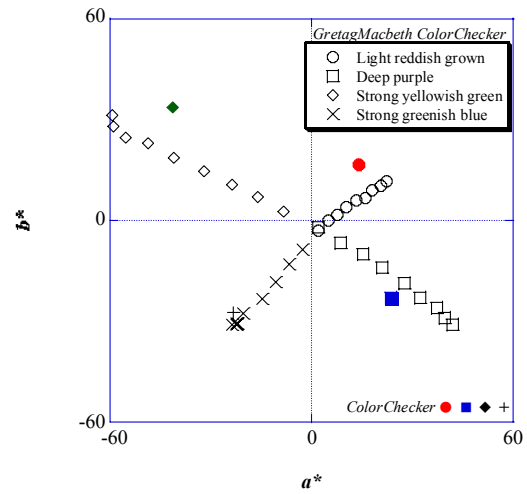 60
GretagMacbeth ColorChecker
Light reddish grown
Deep purple
Strong yellowish green
Strong greenish blue
b*
0
ColorChecker
-60
-60 0 60
a*